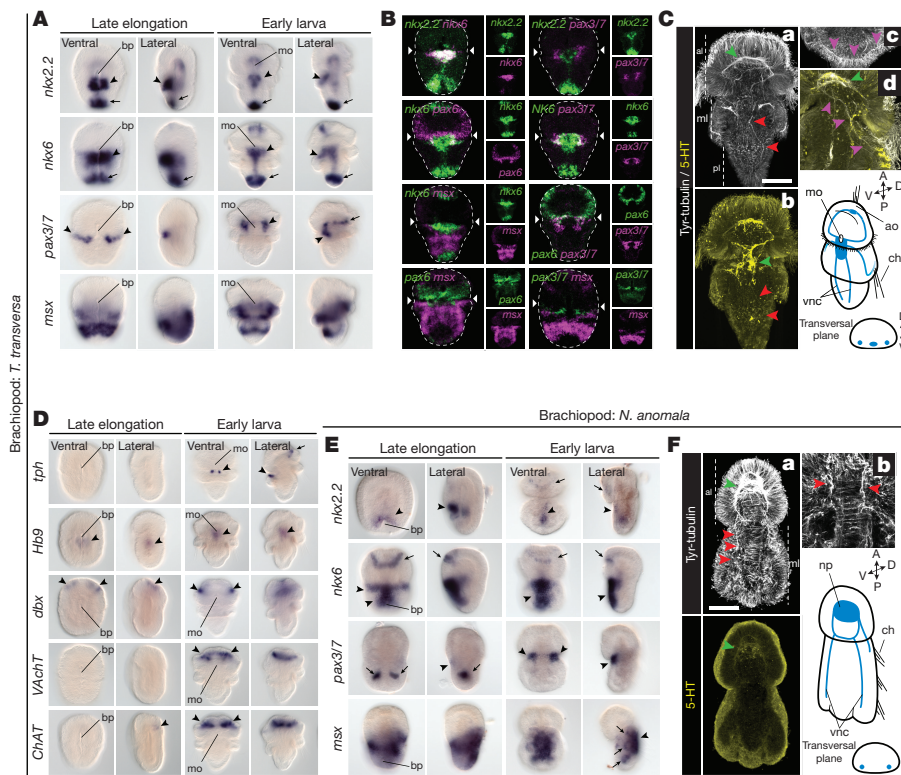 A
Late elongation
Early larva
Ventral
Lateral
Ventral
Lateral
bp
mo
nkx2.2
bp
mo
nkx6
bp
mo
pax3/7
bp
mo
msx
Brachiopod: T. transversa
B
nkx2.2 nkx6
nkx2.2
nkx6
nkx2.2 pax3/7
nkx2.2
pax3/7
nkx6 pax6
nkx6
pax6
NK6 pax3/7
nkx6
pax3/7
nkx6 msx
nkx6
msx
pax6 pax3/7
pax6
pax3/7
pax6 msx
pax6
msx
pax3/7 msx
pax3/7
msx
C
Tyr-tubulin / 5-HT
a
al
ml
pl
b
c
d
A
V
D
P
mo
ao
ch
vnc
Transversal
plane
D
Late elongation
Early larva
Ventral
Lateral
Ventral
Lateral
bp
mo
tph
bp
mo
Hb9
bp
mo
dbx
bp
mo
VAchT
bp
mo
ChAT
Brachiopod: N. anomala
E
Late elongation
Early larva
Ventral
Lateral
Ventral
Lateral
bp
nkx2.2
bp
nkx6
pax3/7
bp
msx
F
Tyr-tubulin
5-HT
a
al
ml
b
A
V
D
P
np
ch
vnc
Transversal
plane